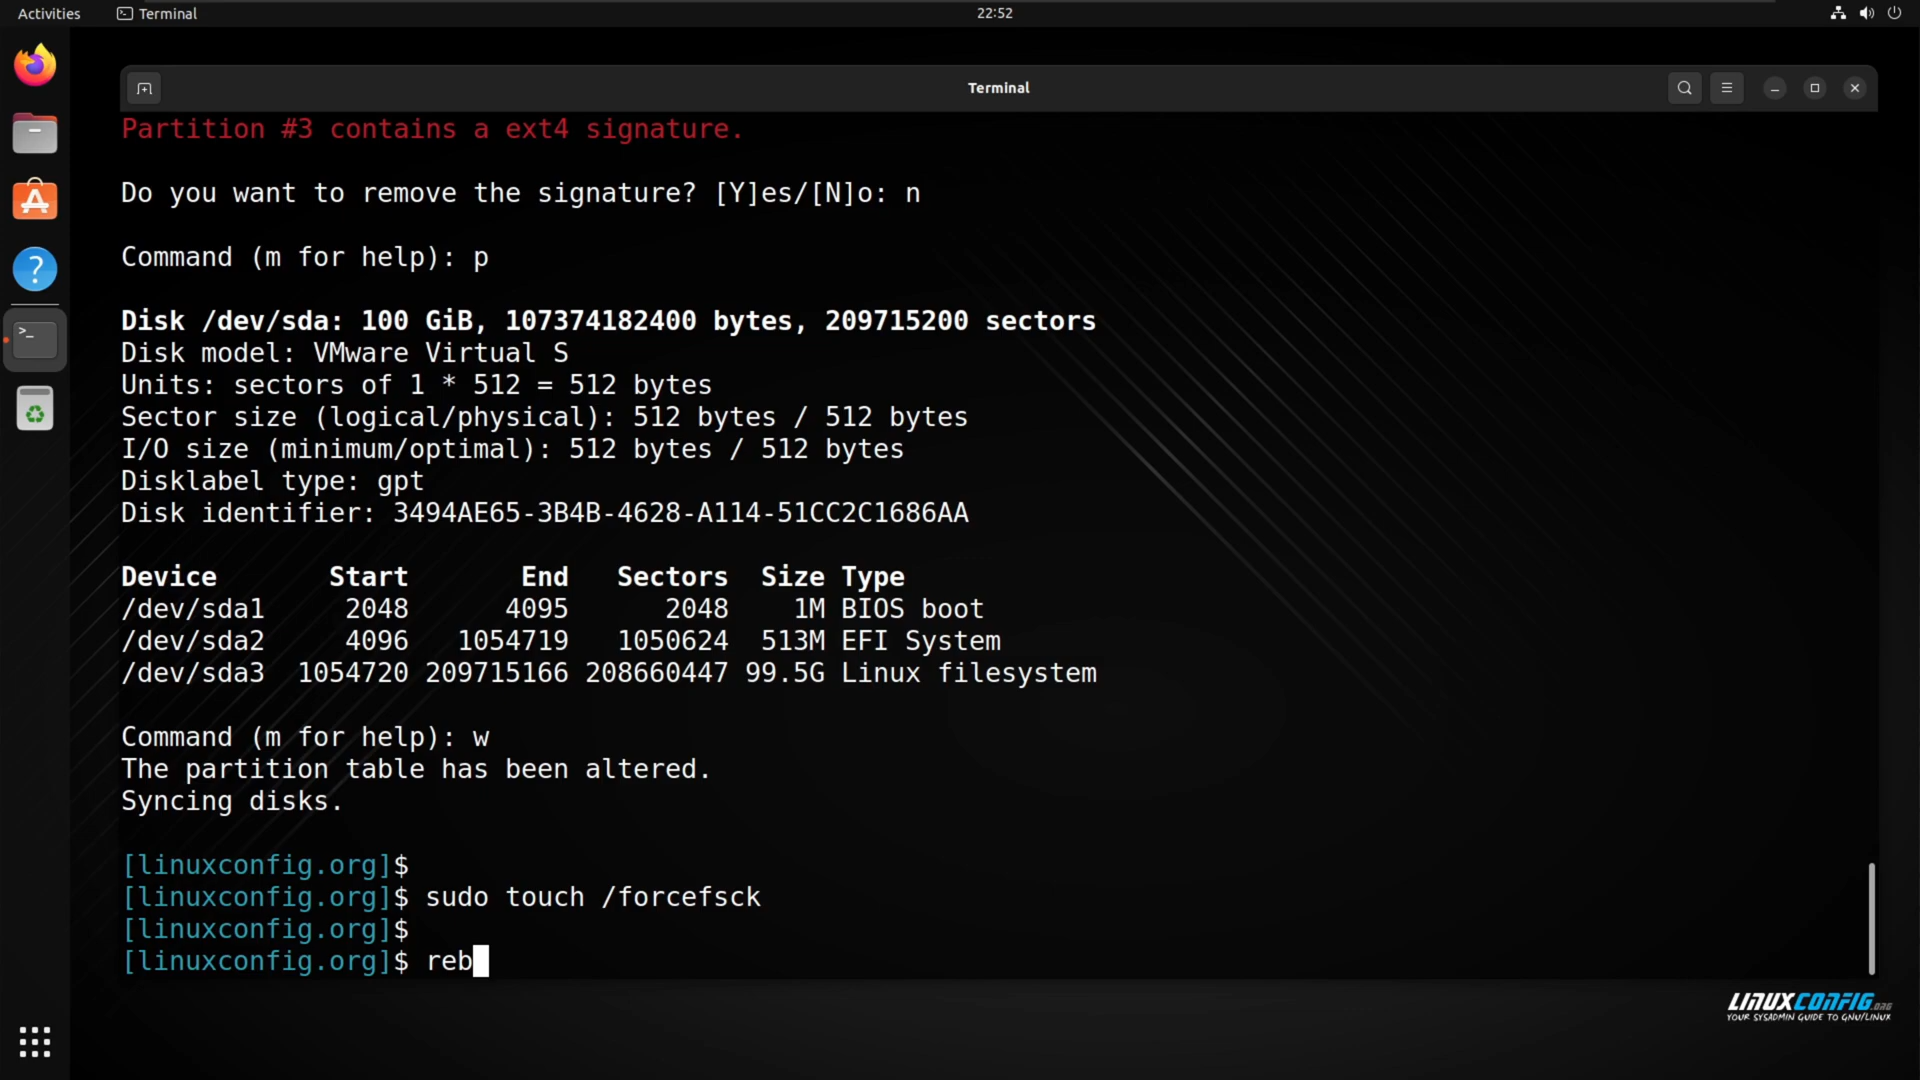 Activities
Terminal
22:52
Terminal
Partition #3 contains a ext4 signature.
Do you want to remove the signature? [Y]es/[N]o: n
Command (m for help): p
Disk /dev/sda: 100 GiB, 107374182400 bytes, 209715200 sectors
Disk model: VMware Virtual S
Units: sectors of 1 * 512 = 512 bytes
Sector size (logical/physical): 512 bytes / 512 bytes
I/O size (minimum/optimal): 512 bytes / 512 bytes
Disklabel type: gpt
Disk identifier: 3494AE65-3B4B-4628-A114-51CC2C1686AA
Device       Start       End   Sectors  Size Type
/dev/sda1     2048      4095      2048    1M BIOS boot
/dev/sda2     4096   1054719   1050624  513M EFI System
/dev/sda3  1054720 209715166 208660447 99.5G Linux filesystem
Command (m for help): w
The partition table has been altered.
Syncing disks.
[linuxconfig.org]$
[linuxconfig.org]$ sudo touch /forcefsck
[linuxconfig.org]$
[linuxconfig.org]$ reb
LINUXCONFIG.ORG
YOUR SYSADMIN GUIDE TO GNU/LINUX